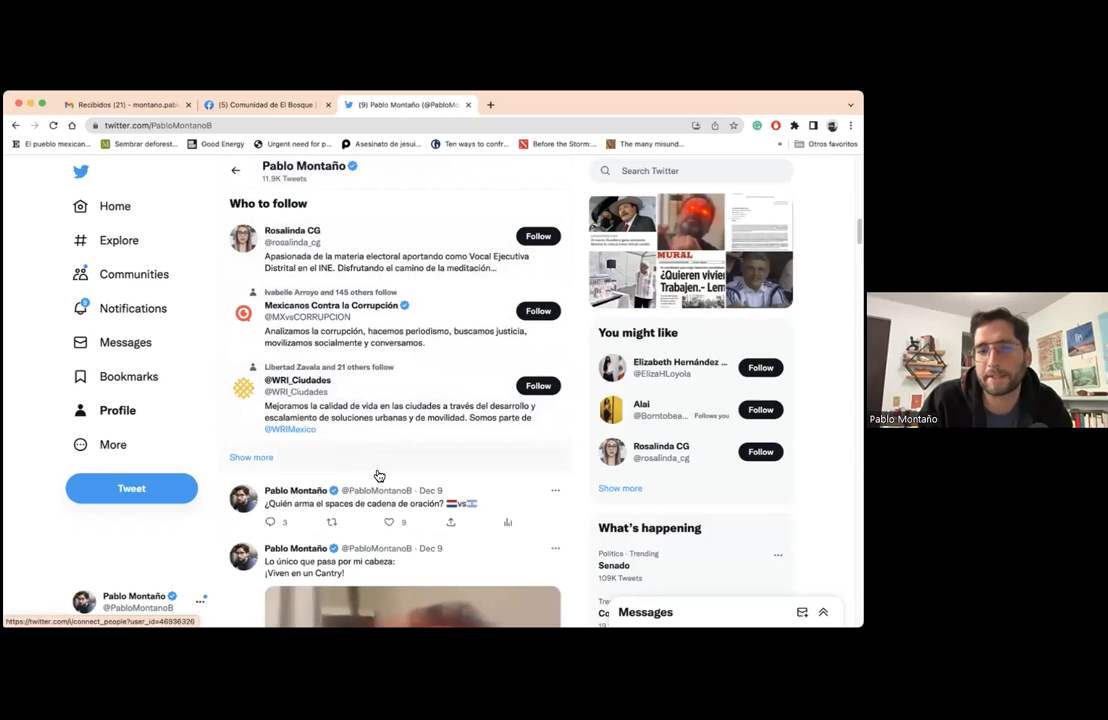 Recibidos (21) - montano.pabl
(5) Comunidad de El Bosque |
(9) Pablo Montaño (@PabloMo
twitter.com/PabloMontanoB
El pueblo mexican...
Sembrar deforest...
Good Energy
Urgent need for p...
Asesinato de jesui...
Ten ways to confr...
Before the Storm:...
The many misund...
»
Otros favoritos
Pablo Montaño
11.9K Tweets
Search Twitter
Home
Explore
Communities
Notifications
Messages
Bookmarks
Profile
More
Tweet
Pablo Montaño
@PabloMontanoB
https://twitter.com/i/connect_people?user_id=46936326
Who to follow
Rosalinda CG
@rosalinda_cg
Follow
Apasionada de la materia electoral aportando como Vocal Ejecutiva
Distrital en el INE. Disfrutando el camino de la meditación...
Ivabelle Arroyo and 145 others follow
Mexicanos Contra la Corrupción
@MXvsCORRUPCION
Follow
Analizamos la corrupción, hacemos periodismo, buscamos justicia,
movilizamos socialmente y conversamos.
Libertad Zavala and 21 others follow
@WRI_Ciudades
@WRI_Ciudades
Follow
Mejoramos la calidad de vida en las ciudades a través del desarrollo y
escalamiento de soluciones urbanas y de movilidad. Somos parte de
@WRIMexico
Show more
Pablo Montaño @PabloMontanoB · Dec 9
¿Quién arma el spaces de cadena de oración? 🇳🇱vs🇦🇷
3 9
Pablo Montaño @PabloMontanoB · Dec 9
Lo único que pasa por mi cabeza:
¡Viven en un Cantry!
MURAL
¿Quieren vivie
Trabajen.- Lem
You might like
Elizabeth Hernández ...
@ElizaHLoyola
Follow
Alai
@Borntobea... Follows you
Follow
Rosalinda CG
@rosalinda_cg
Follow
Show more
What's happening
Politics · Trending
Senado
109K Tweets
Messages
Pablo Montaño